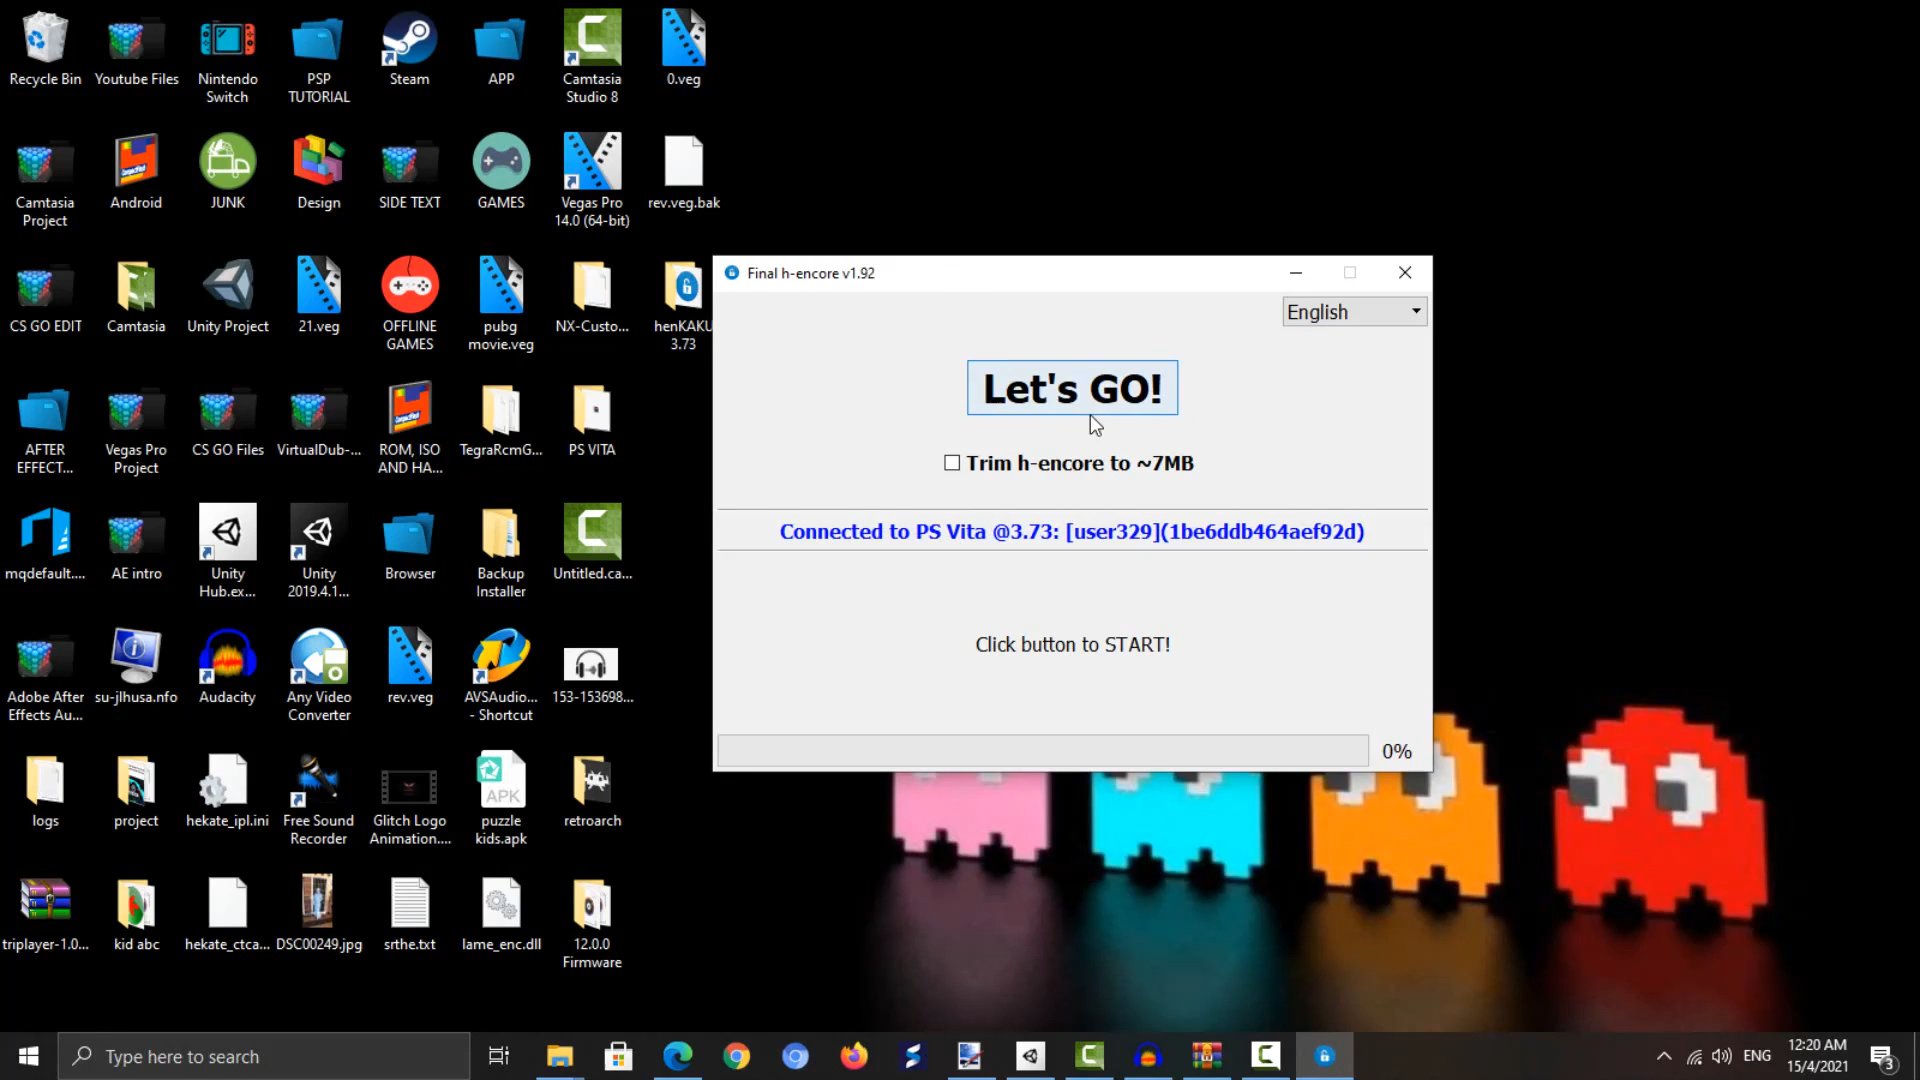 Recycle Bin
Youtube Files
Nintendo
Switch
PSP
TUTORIAL
Steam
APP
Camtasia
Studio 8
0.veg
Camtasia
Project
Android
JUNK
Design
SIDE TEXT
GAMES
Vegas Pro
14.0 (64-bit)
rev.veg.bak
CS GO EDIT
Camtasia
Unity Project
21.veg
OFFLINE
GAMES
pubg
movie.veg
NX-Custo...
henKAKU
3.73
AFTER
EFFECT...
Vegas Pro
Project
CS GO Files
VirtualDub-...
ROM, ISO
AND HA...
TegraRcmG...
PS VITA
mqdefault....
AE intro
Unity
Hub.ex...
Unity
2019.4.1...
Browser
Backup
Installer
Untitled.ca...
Adobe After
Effects Au...
su-jlhusa.nfo
Audacity
Any Video
Converter
rev.veg
AVSAudio...
- Shortcut
153-153698...
logs
project
hekate_ipl.ini
Free Sound
Recorder
Glitch Logo
Animation....
APK
puzzle
kids.apk
retroarch
triplayer-1.0...
kid abc
hekate_ctca...
DSC00249.jpg
srthe.txt
lame_enc.dll
12.0.0
Firmware
Final h-encore v1.92
English
Let's GO!
Trim h-encore to ~7MB
Connected to PS Vita @3.73: [user329](1be6ddb464aef92d)
Click button to START!
0%
Type here to search
ENG
12:20 AM
15/4/2021
3